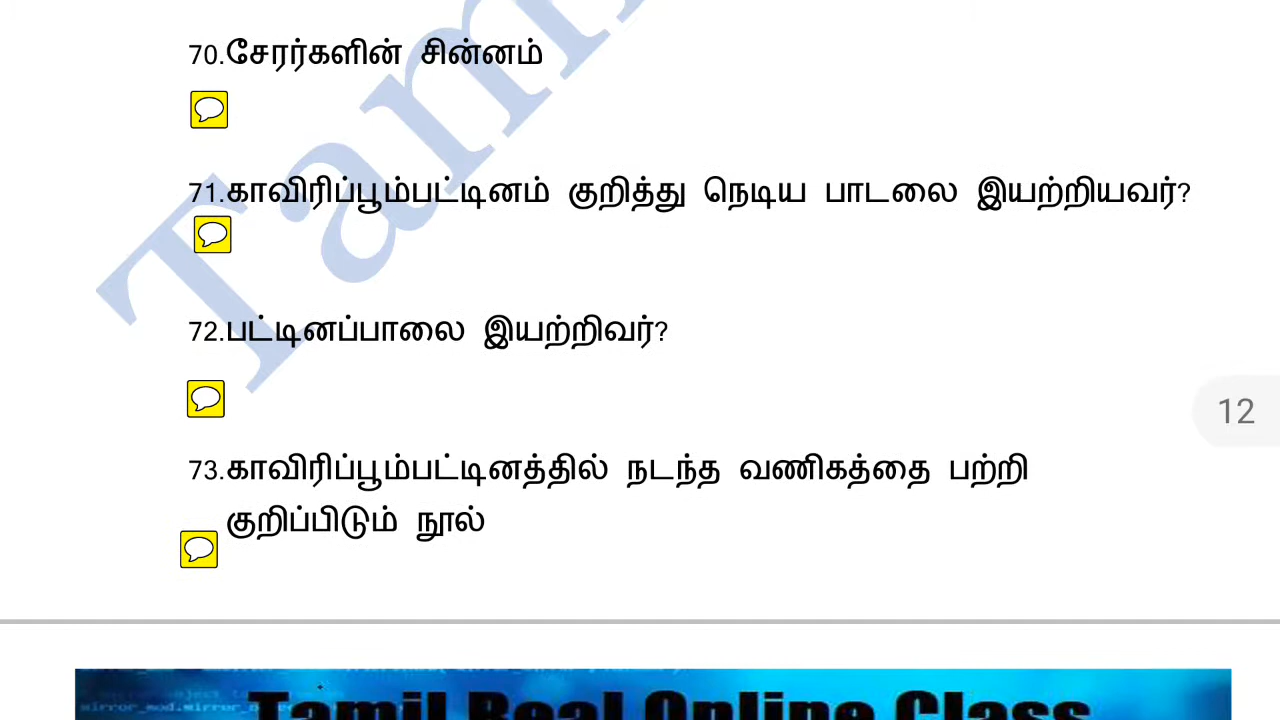 70.சேரர்களின் சின்னம்
71.காவிரிப்பூம்பட்டினம் குறித்து நெடிய பாடலை இயற்றியவர்?
72.பட்டினப்பாலை இயற்றிவர்?
12
73.காவிரிப்பூம்பட்டினத்தில் நடந்த வணிகத்தை பற்றி
குறிப்பிடும் நூல்
Tamil Real Online Class